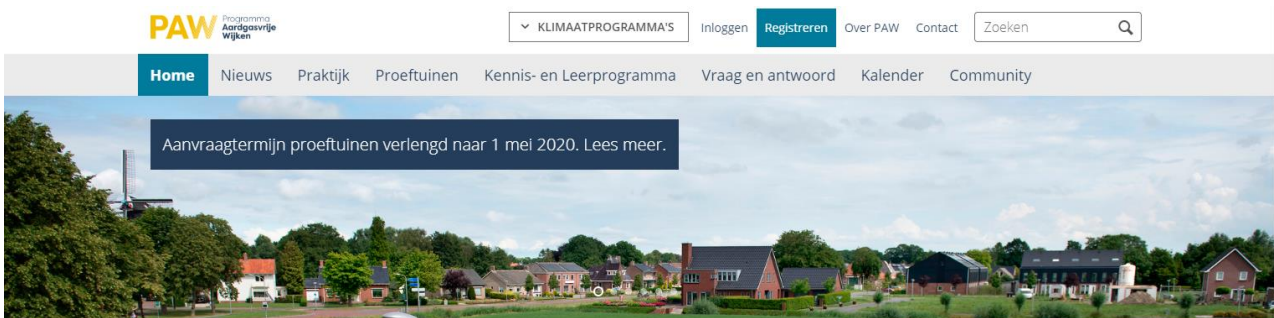 PAW Programma
Aardgasvrije
Wijken
KLIMAATPROGRAMMA'S Inloggen Registreren Over PAW Contact Zoeken
Home Nieuws Praktijk Proeftuinen Kennis- en Leerprogramma Vraag en antwoord Kalender Community
Aanvraagtermijn proeftuinen verlengd naar 1 mei 2020. Lees meer.